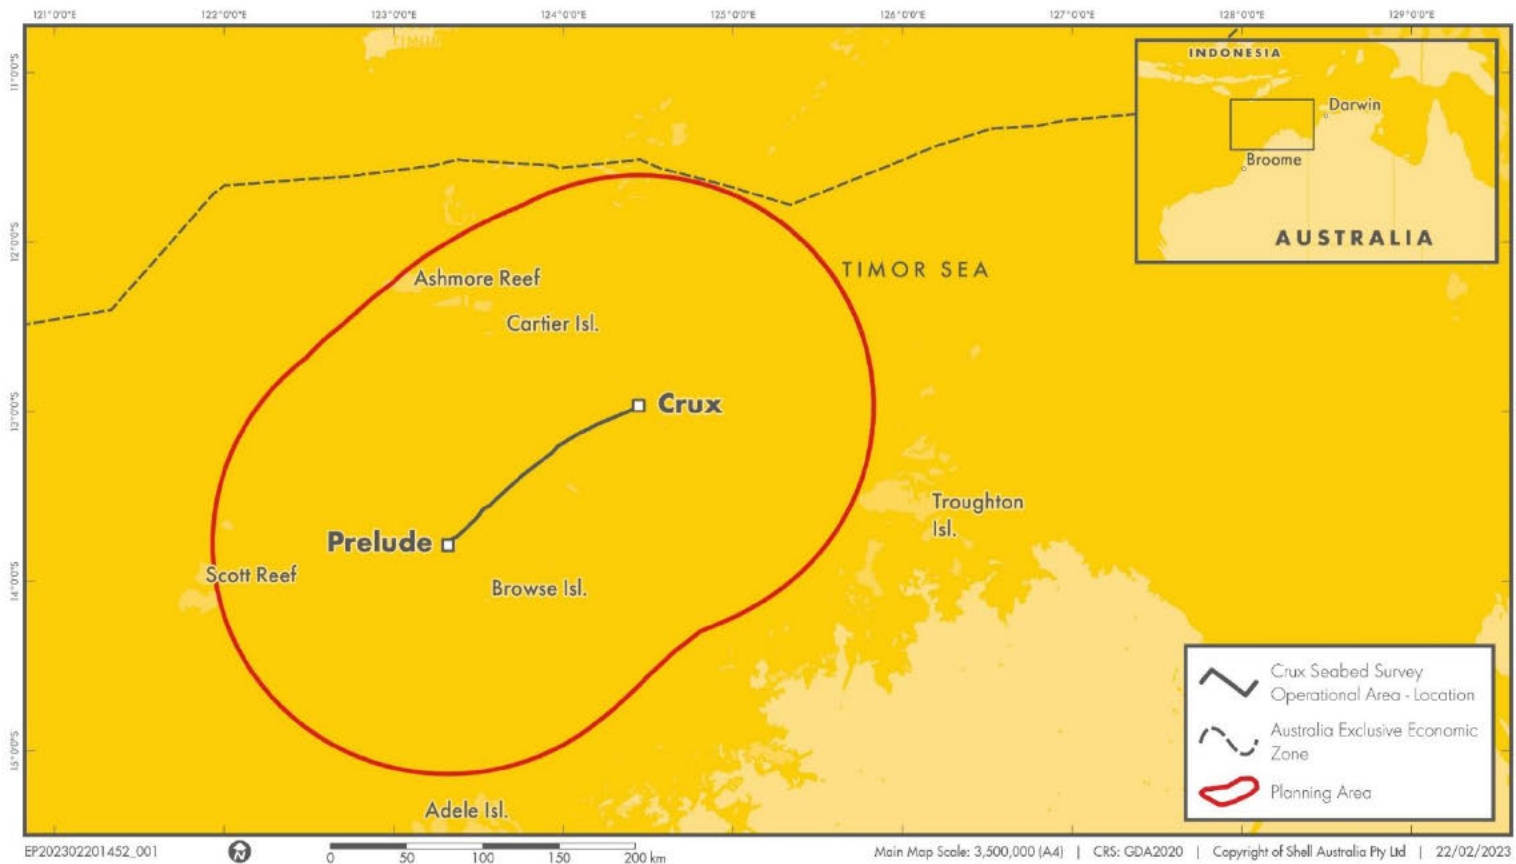 121°0'0"E 122°0'0"E 123°0'0"E 124°0'0"E 125°0'0"E 126°0'0"E 127°0'0"E 128°0'0"E 129°0'0"E
11°0'0"S
12°0'0"S
13°0'0"S
14°0'0"S
15°0'0"S
TIMOR
INDONESIA
Darwin
Broome
AUSTRALIA
TIMOR SEA
Ashmore Reef
Cartier Isl.
Crux
Troughton
Isl.
Prelude
Scott Reef
Browse Isl.
Adele Isl.
Crux Seabed Survey
Operational Area - Location
Australia Exclusive Economic
Zone
Planning Area
EP202302201452_001
N
0 50 100 150 200 km
Main Map Scale: 3,500,000 (A4) | CRS: GDA2020 | Copyright of Shell Australia Pty Ltd | 22/02/2023